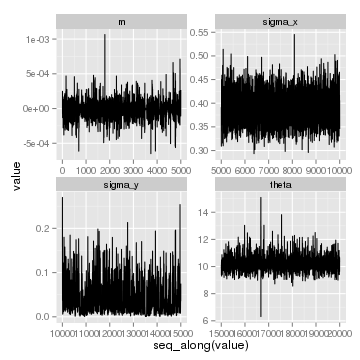 m
sigma_x
1e-03
5e-04
0e+00
-5e-04
0 1000 2000 3000 4000 5000
0.55
0.50
0.45
0.40
0.35
0.30
5000 6000 7000 8000 9000 10000
value
sigma_y
theta
0.2
0.1
0.0
10000 11000 12000 13000 14000 15000
14
12
10
8
6
15000 16000 17000 18000 19000 20000
seq_along(value)